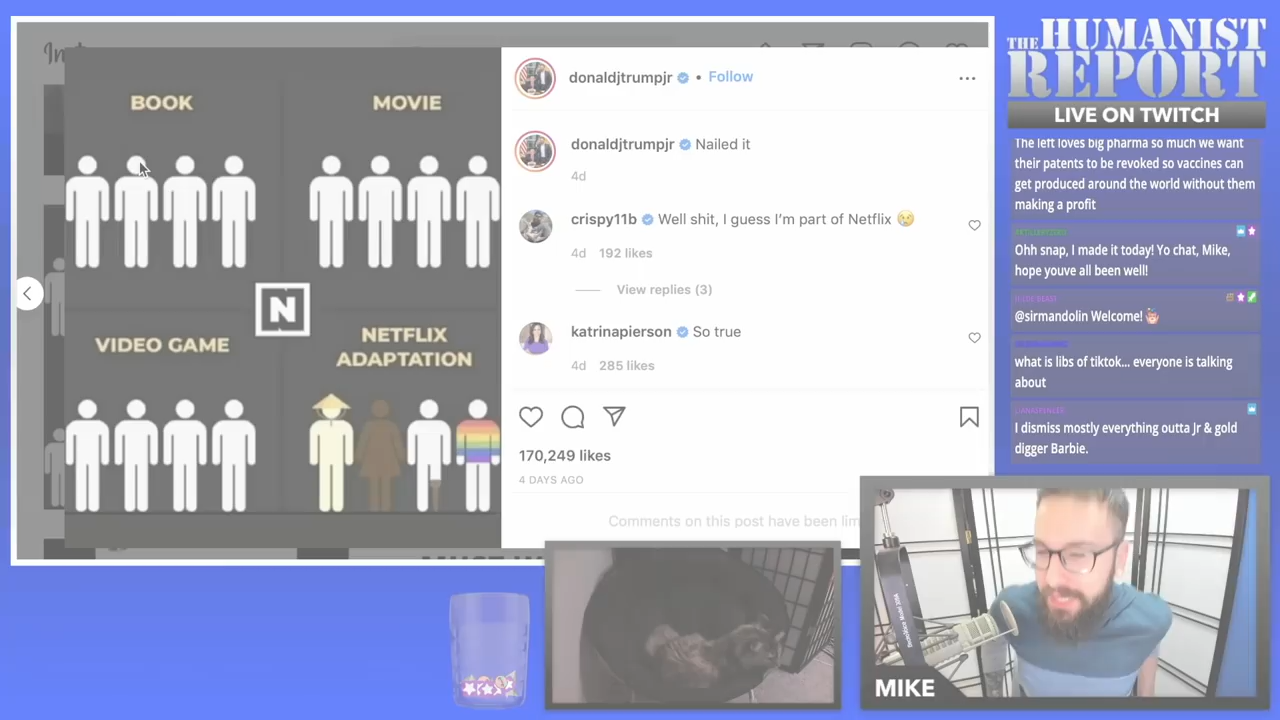 BOOK
MOVIE
N
VIDEO GAME
NETFLIX
ADAPTATION
donaldjtrumpjr • Follow
donaldjtrumpjr Nailed it
4d
crispy11b Well shit, I guess I'm part of Netflix 😢
4d 192 likes
View replies (3)
katrinapierson So true
4d 285 likes
170,249 likes
4 DAYS AGO
Comments on this post have been lim
THE HUMANIST
REPORT
LIVE ON TWITCH
The left loves big pharma so much we want
their patents to be revoked so vaccines can
get produced around the world without them
making a profit
Ohh snap, I made it today! Yo chat, Mike,
hope youve all been well!
@sirmandolin Welcome!
what is libs of tiktok... everyone is talking
about
I dismiss mostly everything outta Jr & gold
digger Barbie.
MIKE